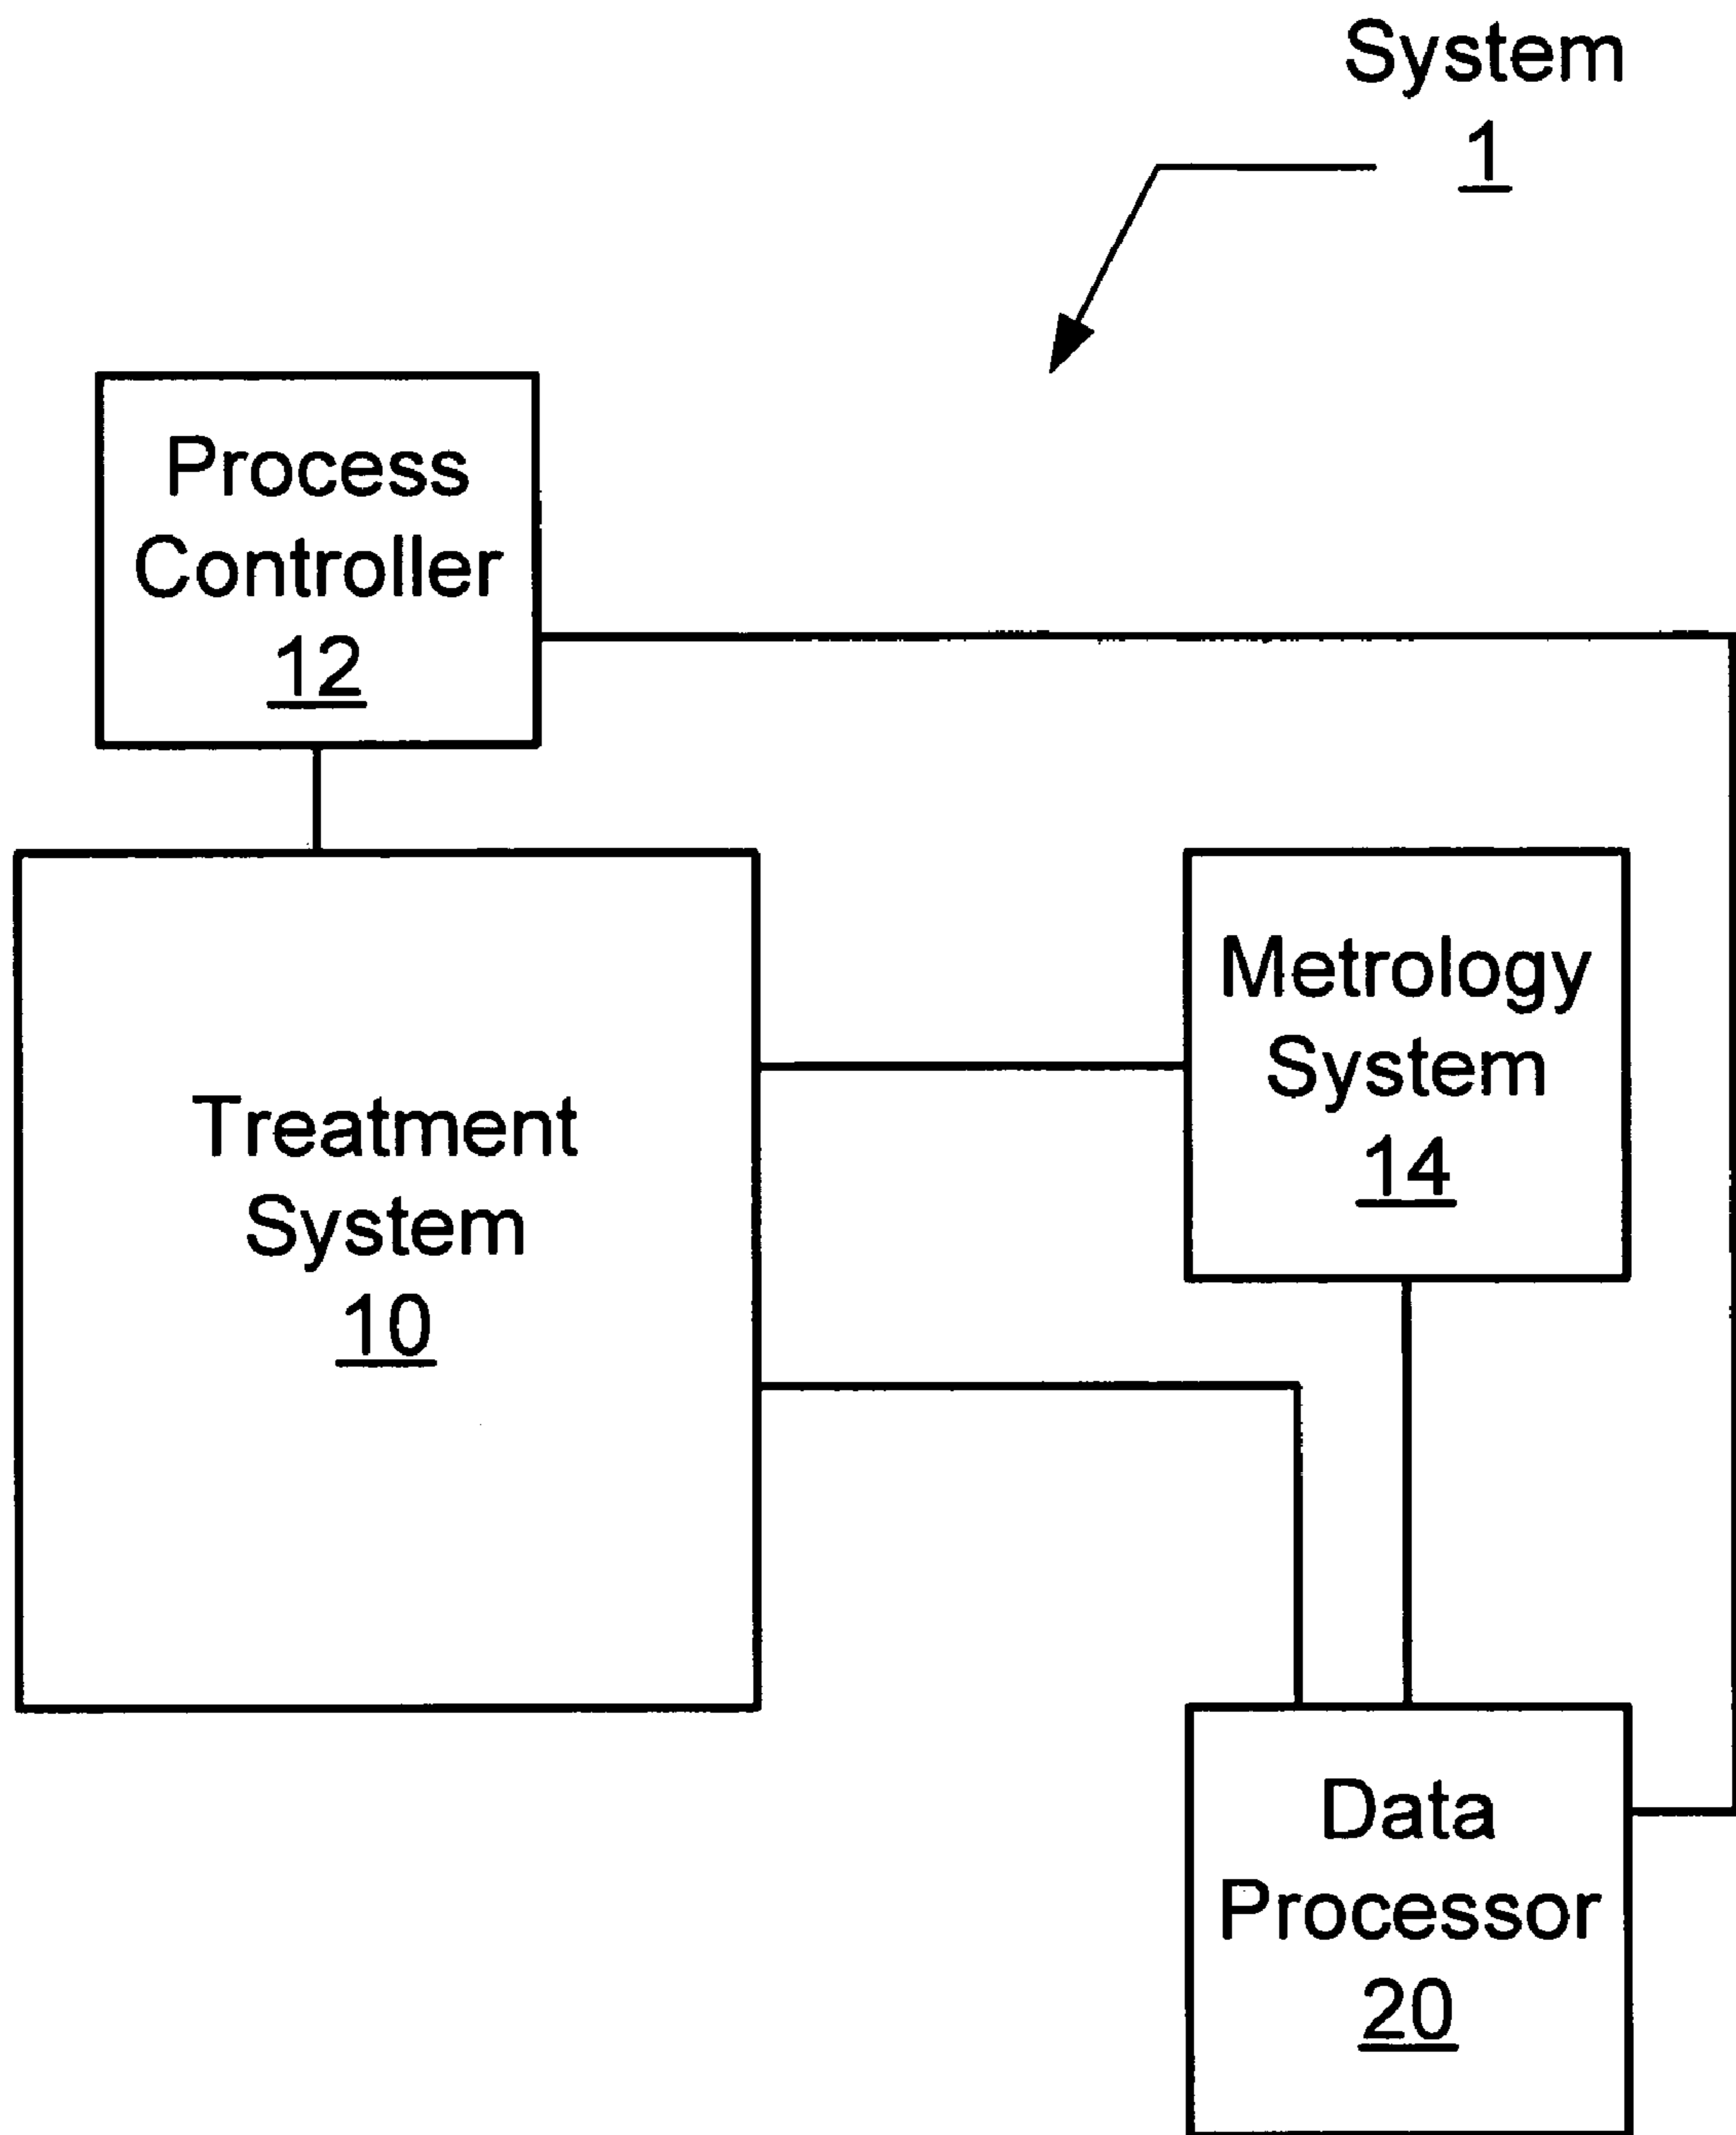 System
1
Process
Controller
12
Treatment
System
10
Metrology
System
14
Data
Processor
20